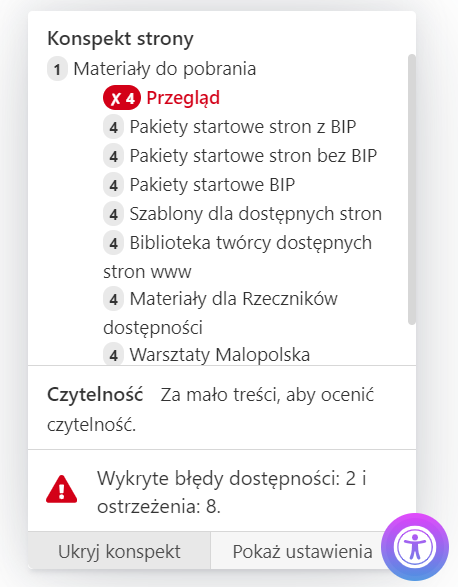 Konspekt strony
1 Materiały do pobrania
X 4 Przegląd
4 Pakiety startowe stron z BIP
4 Pakiety startowe stron bez BIP
4 Pakiety startowe BIP
4 Szablony dla dostępnych stron
4 Biblioteka twórcy dostępnych
stron www
4 Materiały dla Rzeczników
dostępności
4 Warsztaty Malopolska
Czytelność Za mało treści, aby ocenić
czytelność.
Wykryte błędy dostępności: 2 i
ostrzeżenia: 8.
Ukryj konspekt Pokaż ustawienia